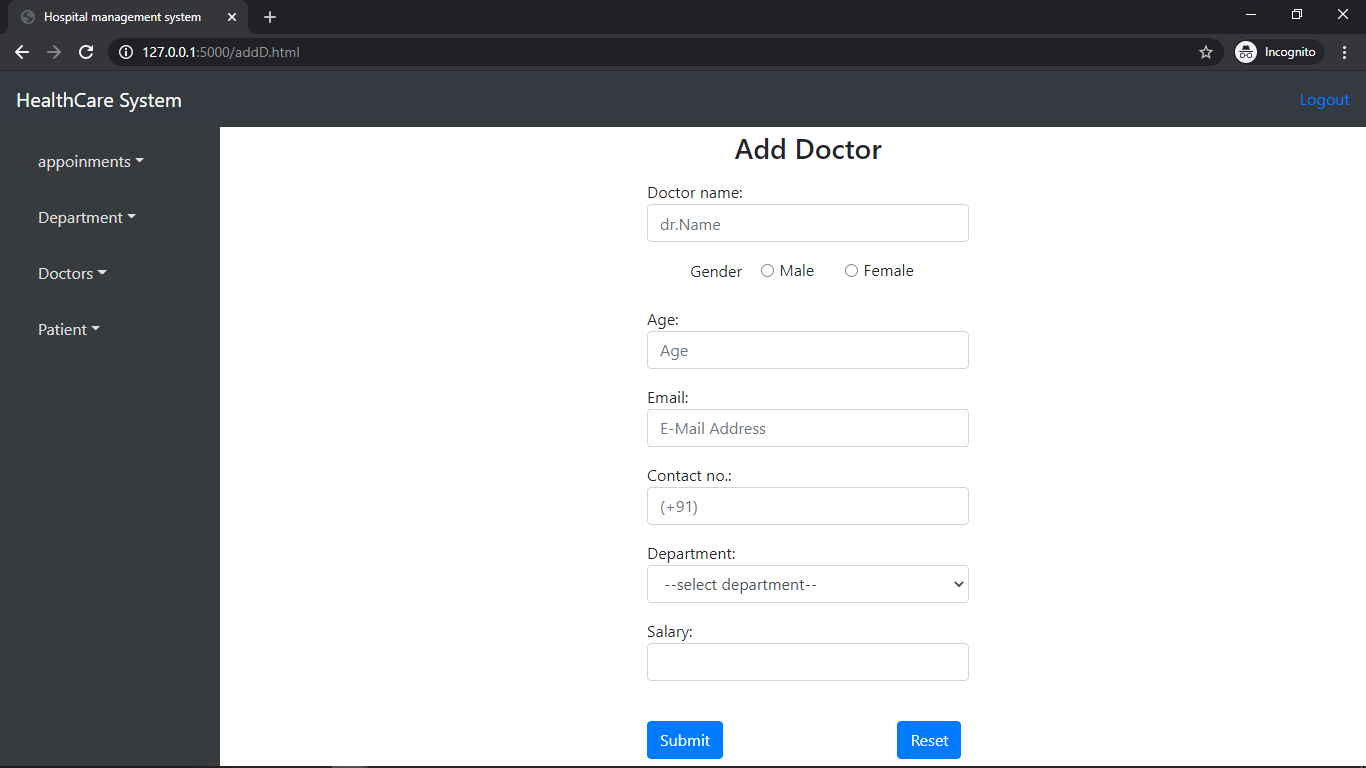 Hospital management system
127.0.0.1:5000/addD.html
Incognito
HealthCare System
Logout
appoinments
Department
Doctors
Patient
Add Doctor
Doctor name:
dr.Name
Gender Male Female
Age:
Age
Email:
E-Mail Address
Contact no.:
(+91)
Department:
--select department--
Salary:
Submit Reset